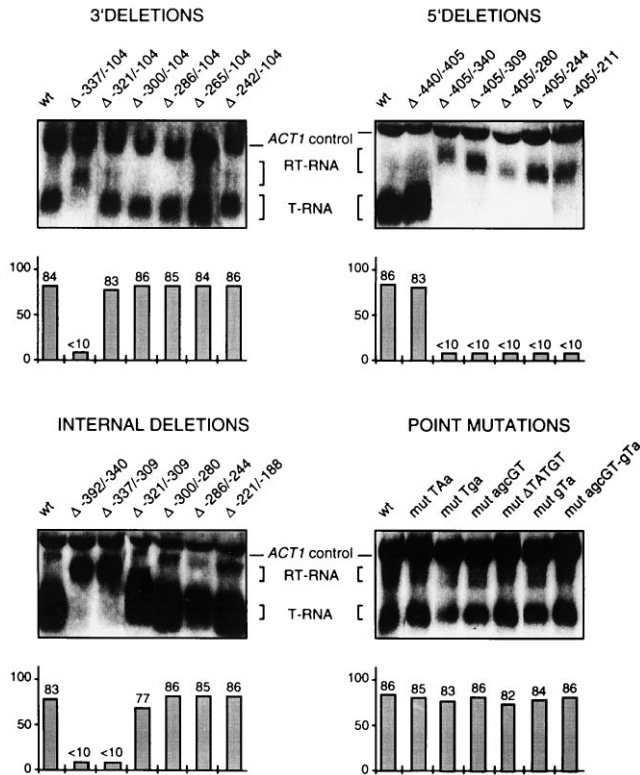 3'DELETIONS
wt
Δ -337/-104
Δ -321/-104
Δ -300/-104
Δ -286/-104
Δ -265/-104
Δ -242/-104
5'DELETIONS
wt
Δ -440/-405
Δ -405/-340
Δ -405/-309
Δ -405/-280
Δ -405/-244
Δ -405/-211
ACT1 control
RT-RNA
T-RNA
100
50
0
84
<10
83
86
85
84
86
100
50
0
86
83
<10
<10
<10
<10
<10
INTERNAL DELETIONS
wt
Δ -392/-340
Δ -337/-309
Δ -321/-309
Δ -300/-280
Δ -286/-244
Δ -221/-188
POINT MUTATIONS
wt
mut TAa
mut Tga
mut agcGT
mut ΔTATGT
mut gTa
mut agcGT-gTa
ACT1 control
RT-RNA
T-RNA
100
50
0
83
<10
<10
77
86
85
86
100
50
0
86
85
83
86
82
84
86